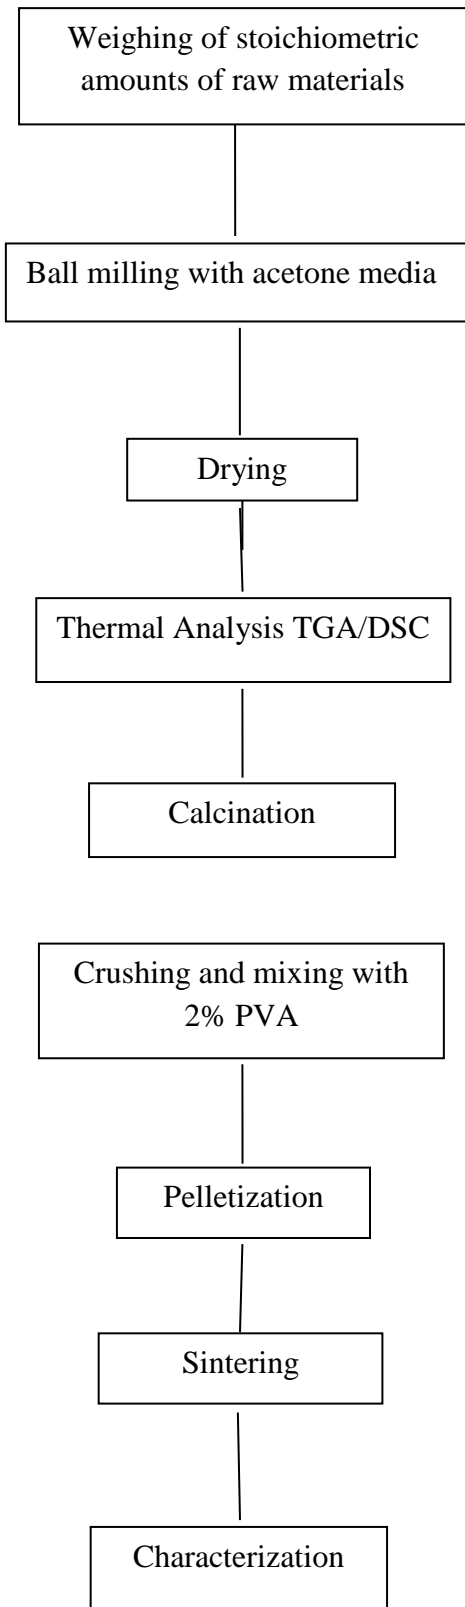 Weighing of stoichiometric
amounts of raw materials
Ball milling with acetone media
Drying
Thermal Analysis TGA/DSC
Calcination
Crushing and mixing with
2% PVA
Pelletization
Sintering
Characterization